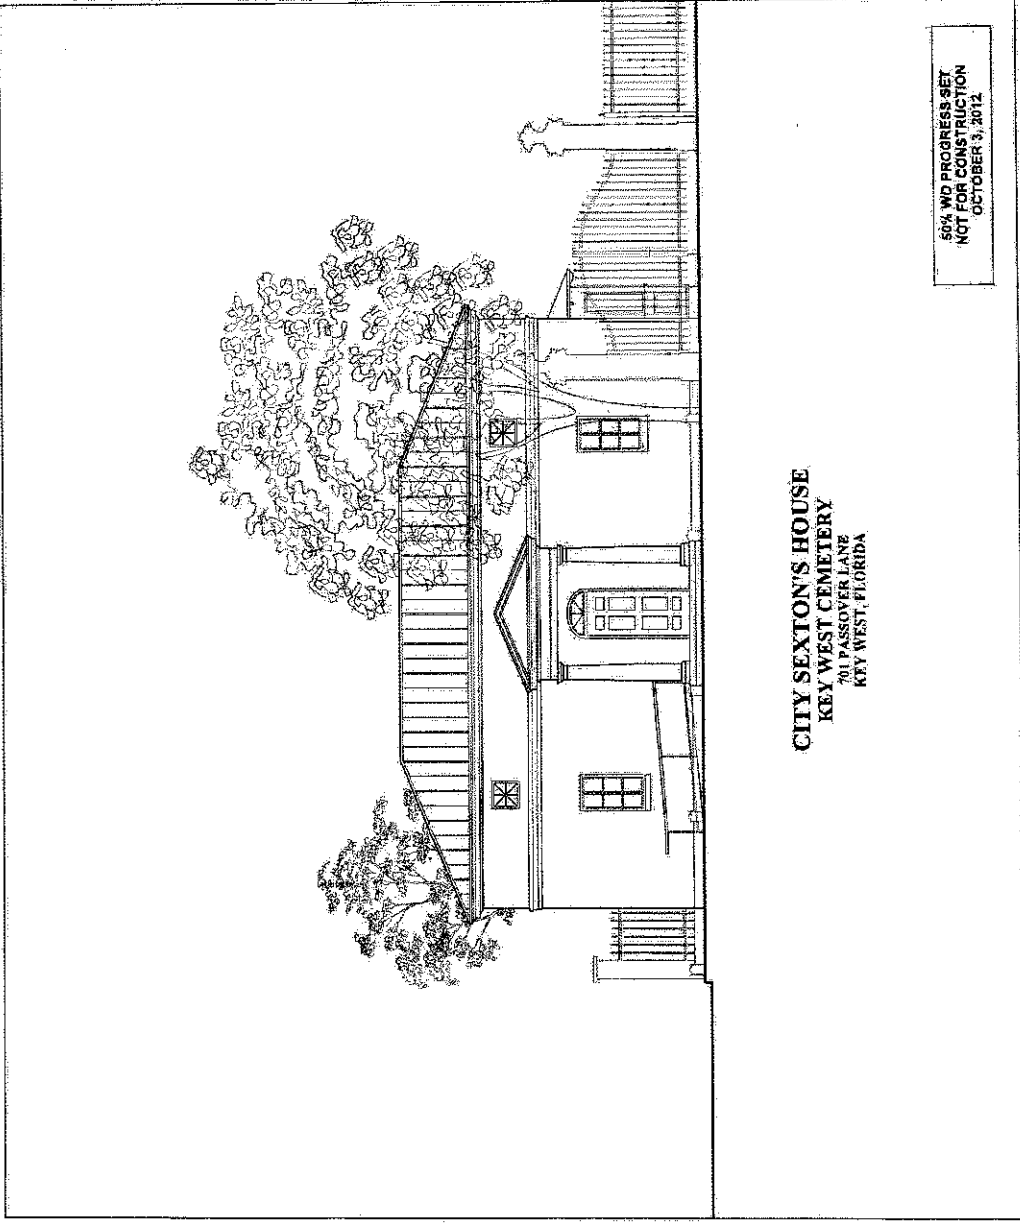 CITY SEXTON'S HOUSE
KEY WEST CEMETERY
701 PASSOVER LANE
KEY WEST, FLORIDA
50% WD PROGRESS SET
NOT FOR CONSTRUCTION
OCTOBER 3, 2012